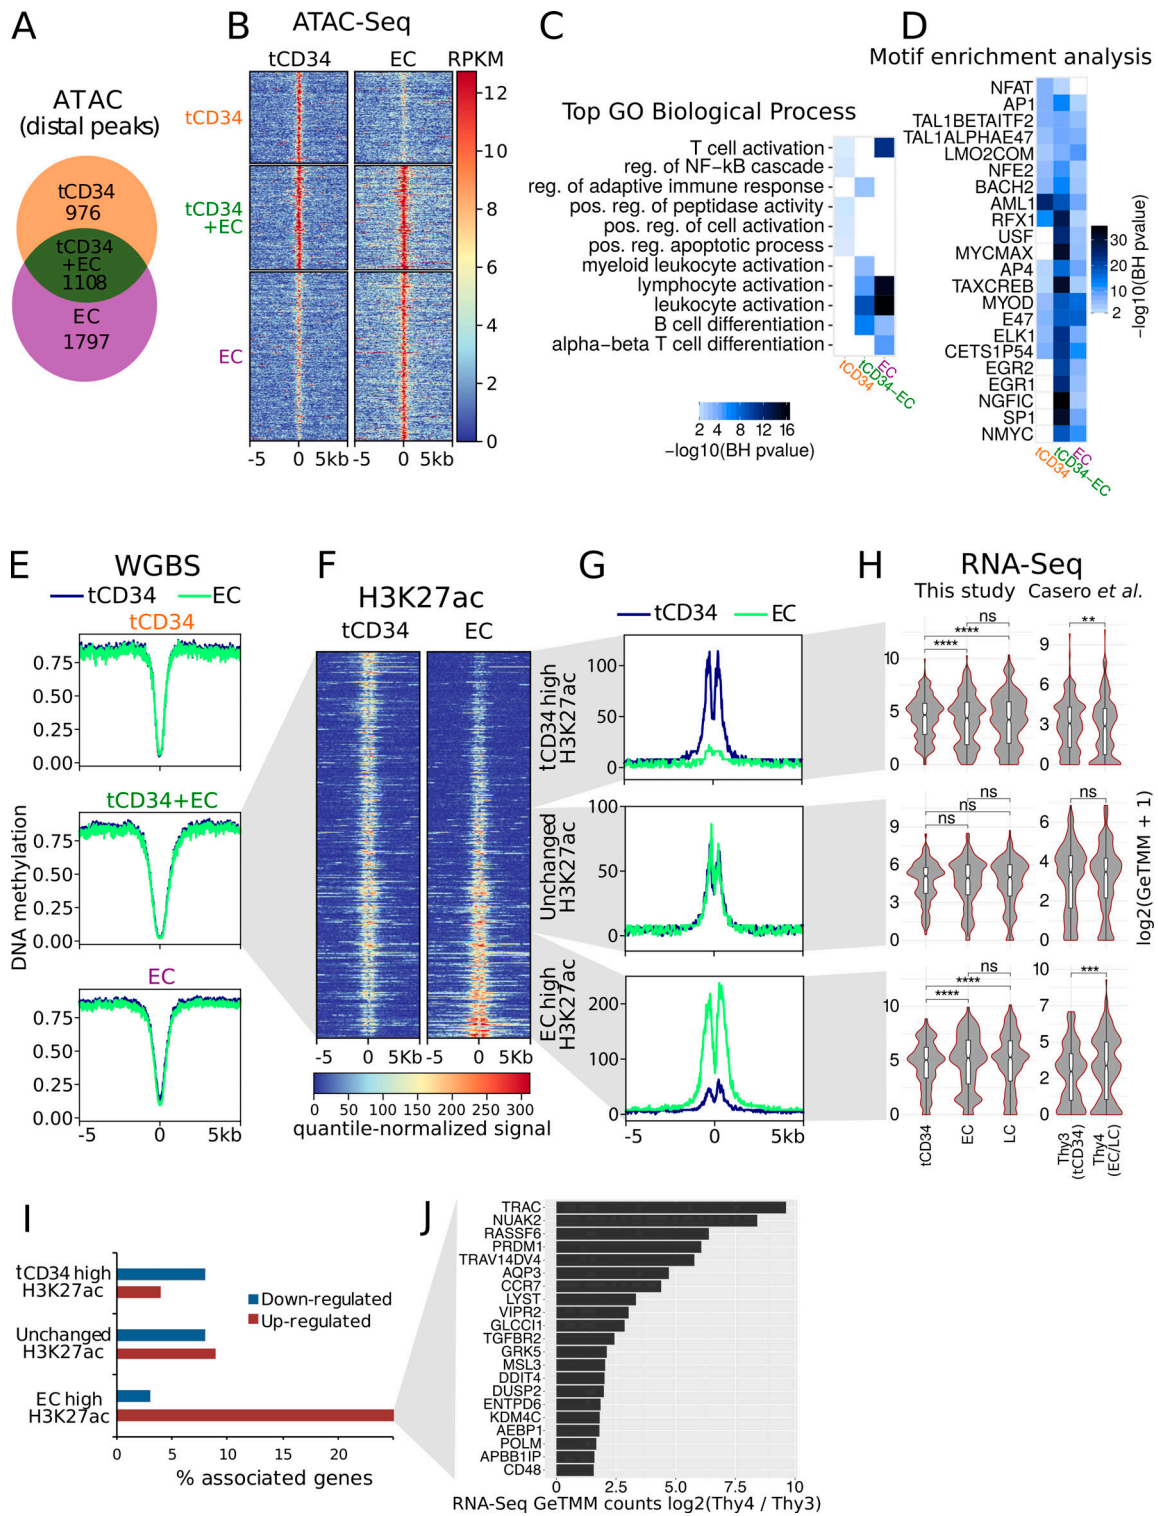 A
ATAC
(distal peaks)
tCD34
976
tCD34
+EC
1108
EC
1797
B
ATAC-Seq
tCD34
EC
RPKM
tCD34
tCD34
+EC
EC
12
10
8
6
4
2
0
-5
0
5kb
-5
0
5kb
C
Top GO Biological Process
T cell activation
reg. of NF−kB cascade
reg. of adaptive immune response
pos. reg. of peptidase activity
pos. reg. of cell activation
pos. reg. apoptotic process
myeloid leukocyte activation
lymphocyte activation
leukocyte activation
B cell differentiation
alpha−beta T cell differentiation
tCD34
tCD34−EC
EC
2 4 8 12 16
−log10(BH pvalue)
D
Motif enrichment analysis
NFAT
AP1
TAL1BETAITF2
TAL1ALPHAE47
LMO2COM
NFE2
BACH2
AML1
RFX1
USF
MYCMAX
AP4
TAXCREB
MYOD
E47
ELK1
CETS1P54
EGR2
EGR1
NGFIC
SP1
NMYC
tCD34
tCD34−EC
EC
30
20
10
2
−log10(BH pvalue)
E
WGBS
tCD34
EC
tCD34
0.75
0.50
0.25
0.00
tCD34+EC
0.75
0.50
0.25
0.00
EC
0.75
0.50
0.25
0.00
-5
0
5kb
DNA methylation
F
H3K27ac
tCD34
EC
-5
0
5Kb
-5
0
5Kb
0 50 100 150 200 250 300
quantile-normalized signal
G
tCD34
EC
tCD34 high
H3K27ac
100
50
0
Unchanged
H3K27ac
100
50
0
EC high
H3K27ac
200
100
0
-5
0
5kb
H
RNA-Seq
This study
Casero et al.
ns
****
****
10
5
0
**
9
6
3
0
ns
ns
ns
9
6
3
0
ns
6
4
2
0
ns
****
****
10
5
0
***
10
7
5
2
0
tCD34
EC
LC
Thy3
(tCD34)
Thy4
(EC/LC)
log2(GeTMM + 1)
I
tCD34 high
H3K27ac
Unchanged
H3K27ac
EC high
H3K27ac
Down-regulated
Up-regulated
0
5
10
15
20
% associated genes
J
TRAC
NUAK2
RASSF6
PRDM1
TRAV14DV4
AQP3
CCR7
LYST
VIPR2
GLCCI1
TGFBR2
GRK5
MSL3
DDIT4
DUSP2
ENTPD6
KDM4C
AEBP1
POLM
APBB1IP
CD48
0
2.5
5.0
7.5
10
RNA-Seq GeTMM counts log2(Thy4 / Thy3)